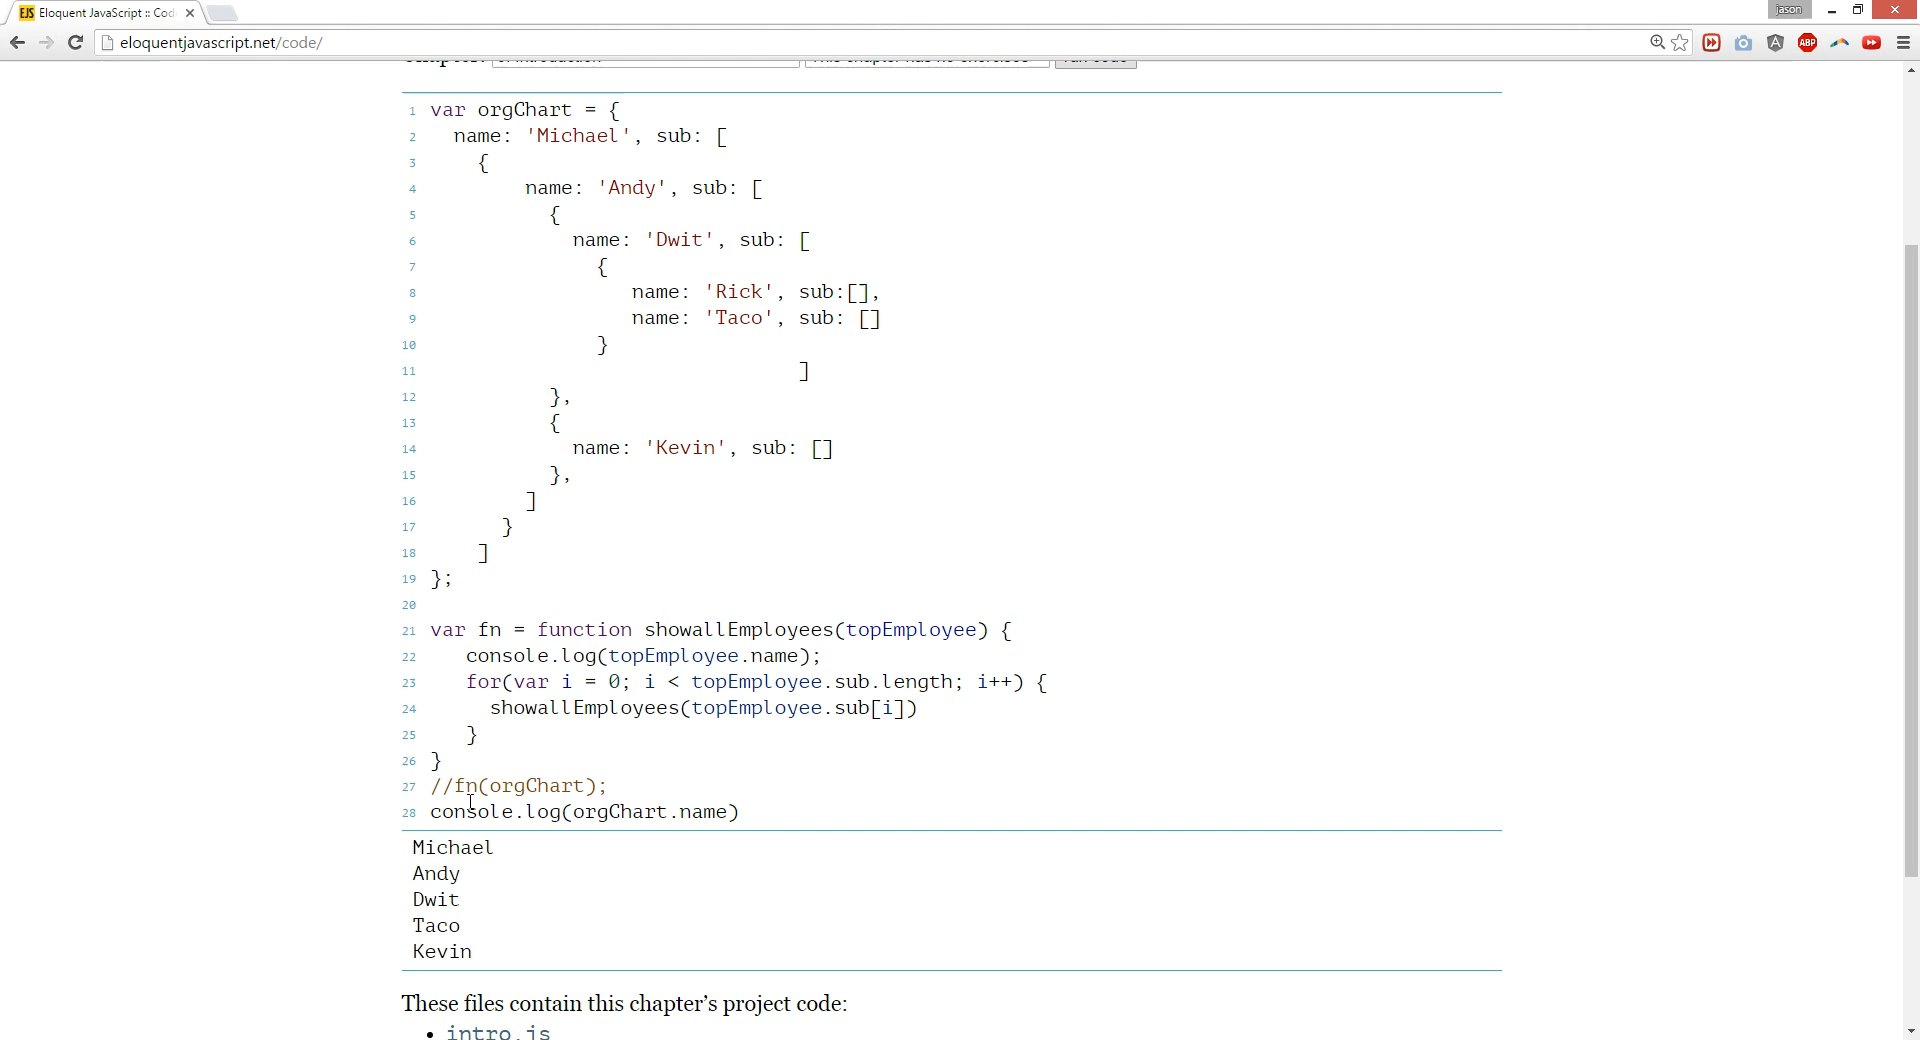 EJS Eloquent JavaScript :: Cod
jason
eloquentjavascript.net/code/
ABP
1 var orgChart = {
2 name: 'Michael', sub: [
3 {
4 name: 'Andy', sub: [
5 {
6 name: 'Dwit', sub: [
7 {
8 name: 'Rick', sub:[],
9 name: 'Taco', sub: []
10 }
11 ]
12 },
13 {
14 name: 'Kevin', sub: []
15 },
16 ]
17 }
18 ]
19 };
20
21 var fn = function showallEmployees(topEmployee) {
22 console.log(topEmployee.name);
23 for(var i = 0; i < topEmployee.sub.length; i++) {
24 showallEmployees(topEmployee.sub[i])
25 }
26 }
27 //fn(orgChart);
28 console.log(orgChart.name)
Michael
Andy
Dwit
Taco
Kevin
These files contain this chapter’s project code:
• intro.js